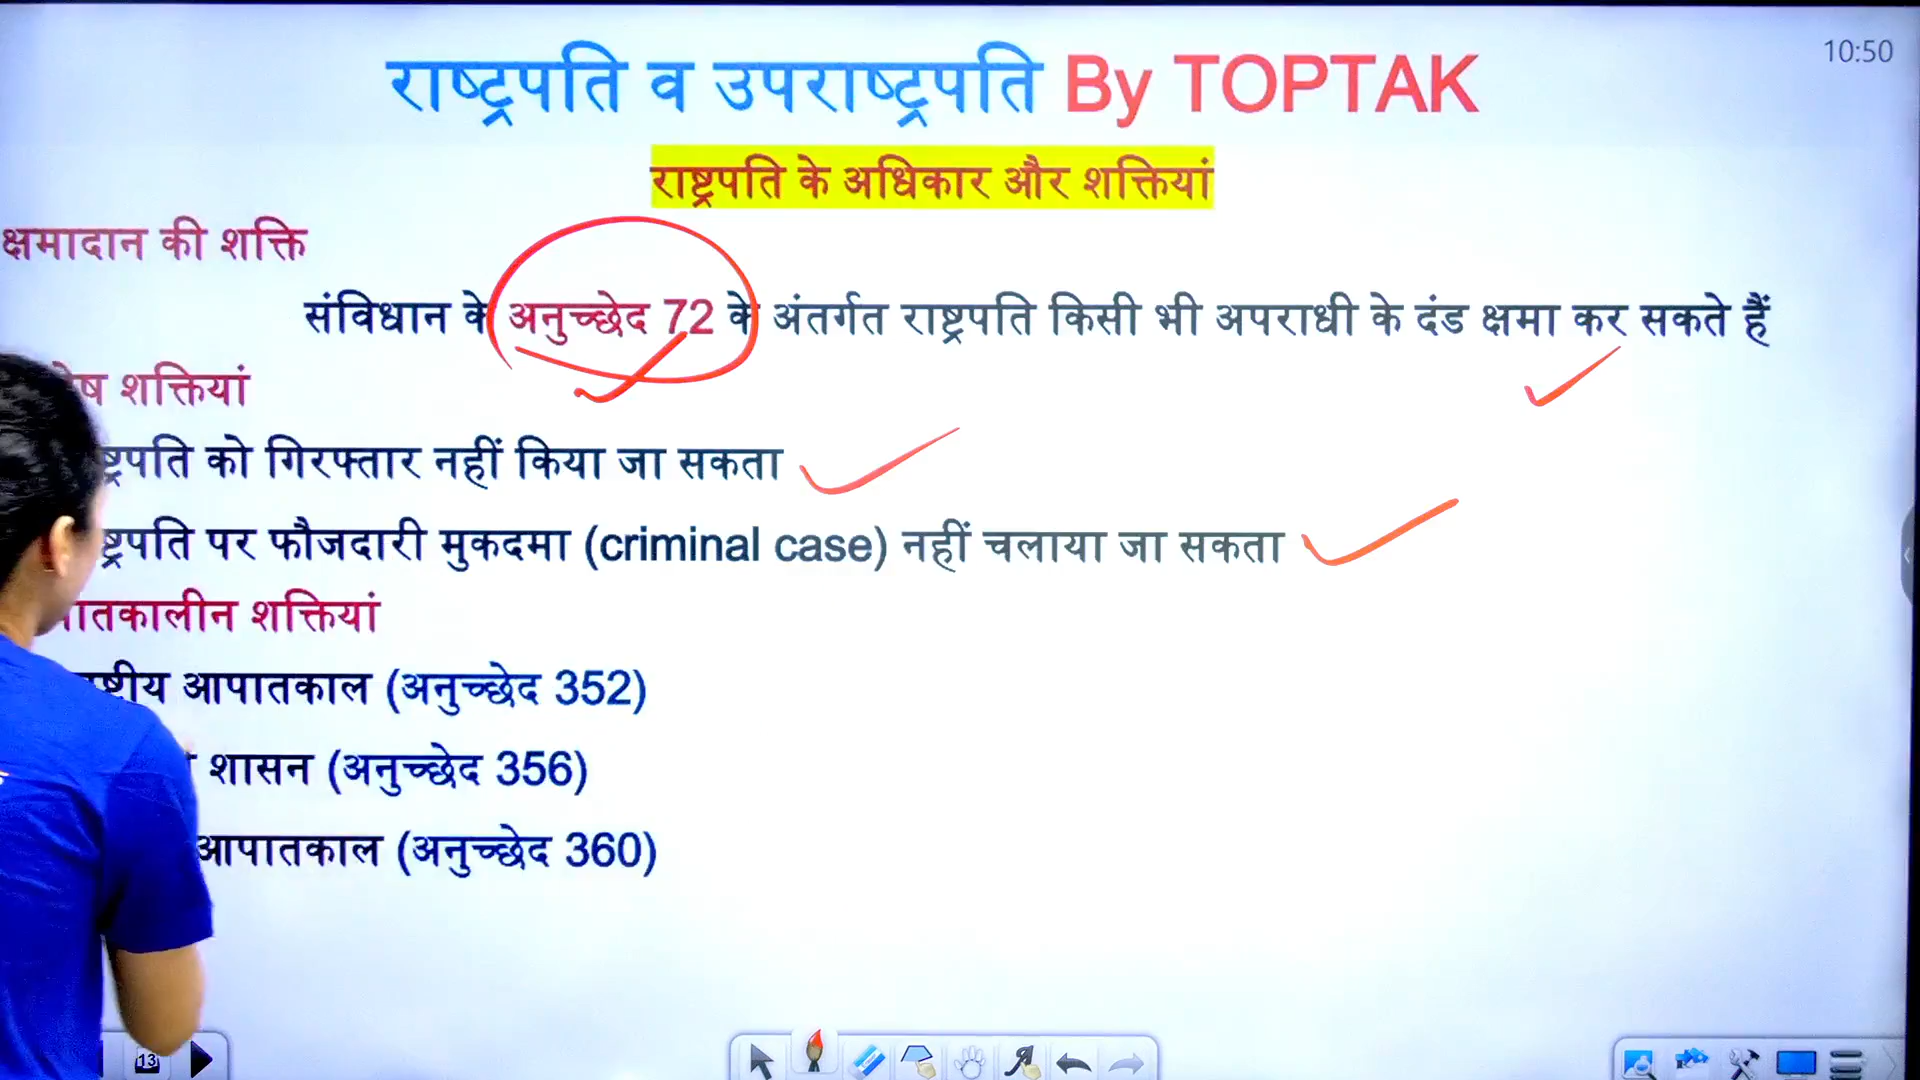 10:50
राष्ट्रपति व उपराष्ट्रपति By TOPTAK
राष्ट्रपति के अधिकार और शक्तियां
क्षमादान की शक्ति
संविधान के अनुच्छेद 72 के अंतर्गत राष्ट्रपति किसी भी अपराधी के दंड क्षमा कर सकते हैं
शक्तियां
को गिरफ्तार नहीं किया जा सकता
पर फौजदारी मुकदमा (criminal case) नहीं चलाया जा सकता
शक्तियां
आपातकाल (अनुच्छेद 352)
शासन (अनुच्छेद 356)
आपातकाल (अनुच्छेद 360)
13